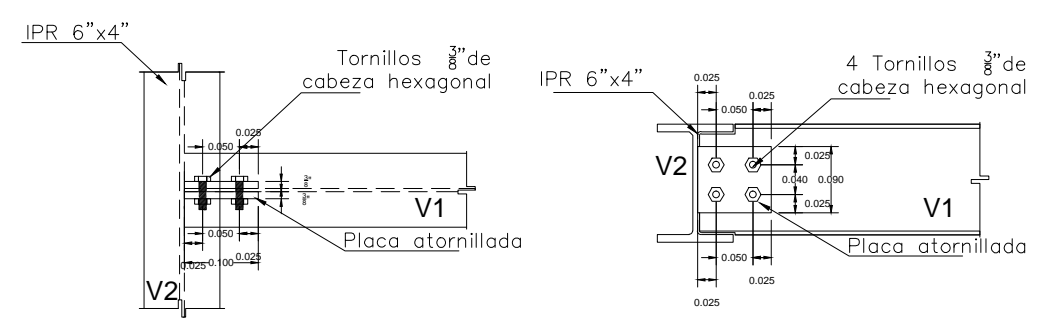 IPR 6"x4"
Tornillos 3/8"de
cabeza hexagonal
0.025
0.050
V1
0.050
Placa atornillada
0.025
0.100
0.025
V2
IPR 6"x4"
4 Tornillos 3/8"de
cabeza hexagonal
0.025
0.025
0.050
V2
0.025
0.040
0.090
0.025
V1
Placa atornillada
0.050
0.025
0.025